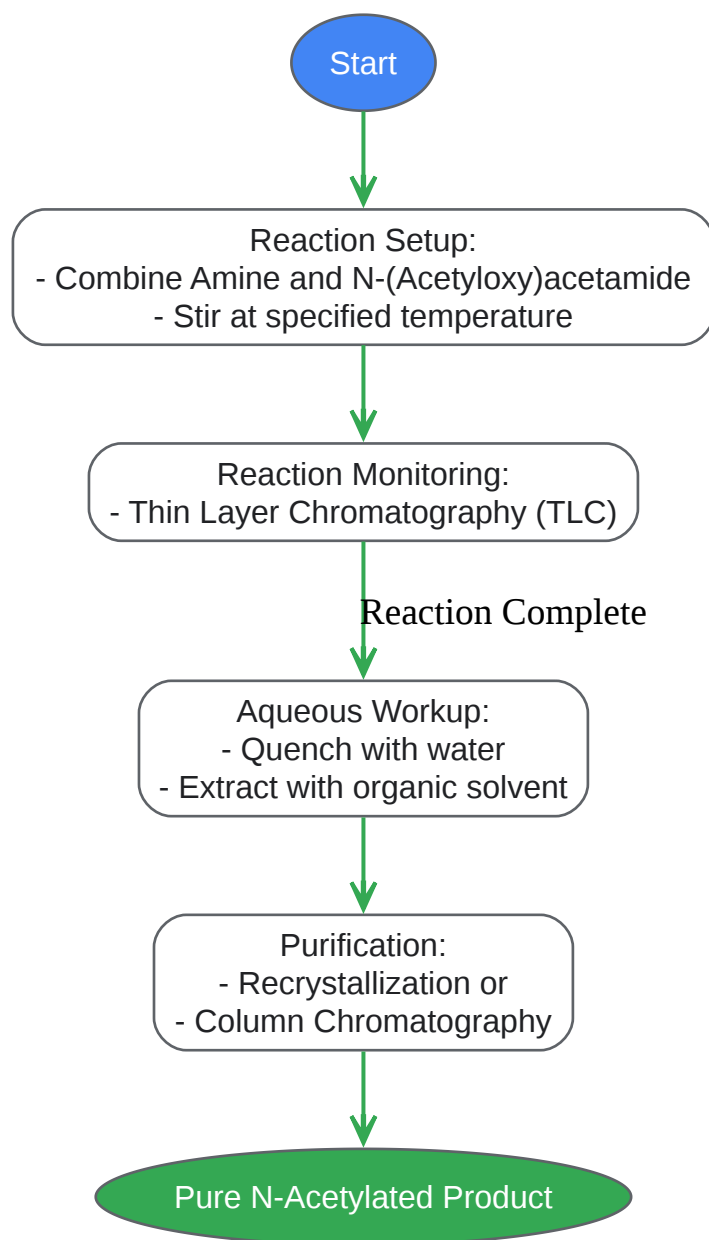 Start
Reaction Setup:
- Combine Amine and N-(Acetyloxy)acetamide
- Stir at specified temperature
Reaction Monitoring:
- Thin Layer Chromatography (TLC)
Reaction Complete
Aqueous Workup:
- Quench with water
- Extract with organic solvent
Purification:
- Recrystallization or
- Column Chromatography
Pure N-Acetylated Product